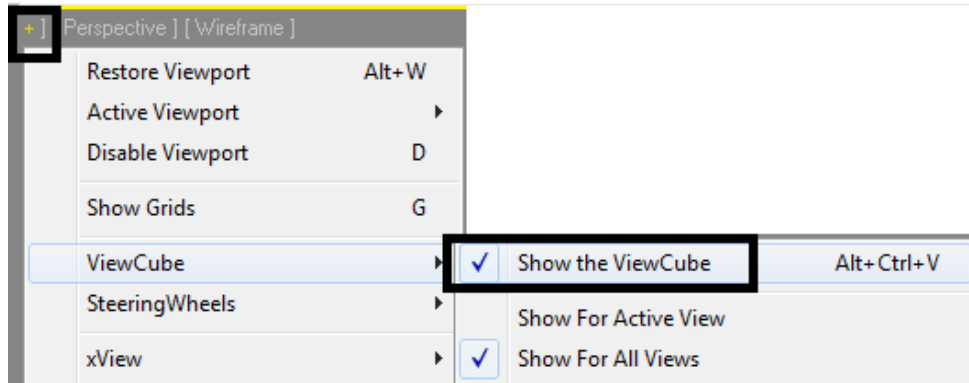 + ] Perspective ] [ Wireframe ]
Restore Viewport Alt+W
Active Viewport
Disable Viewport D
Show Grids G
ViewCube
Show the ViewCube Alt+Ctrl+V
SteeringWheels
Show For Active View
xView
Show For All Views